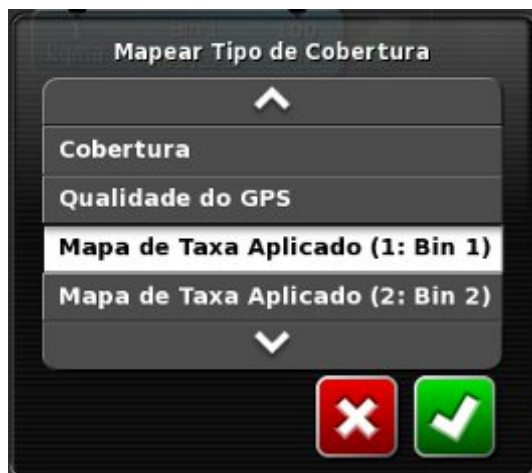 Mapear Tipo de Cobertura
Cobertura
Qualidade do GPS
Mapa de Taxa Aplicado (1: Bin 1)
Mapa de Taxa Aplicado (2: Bin 2)